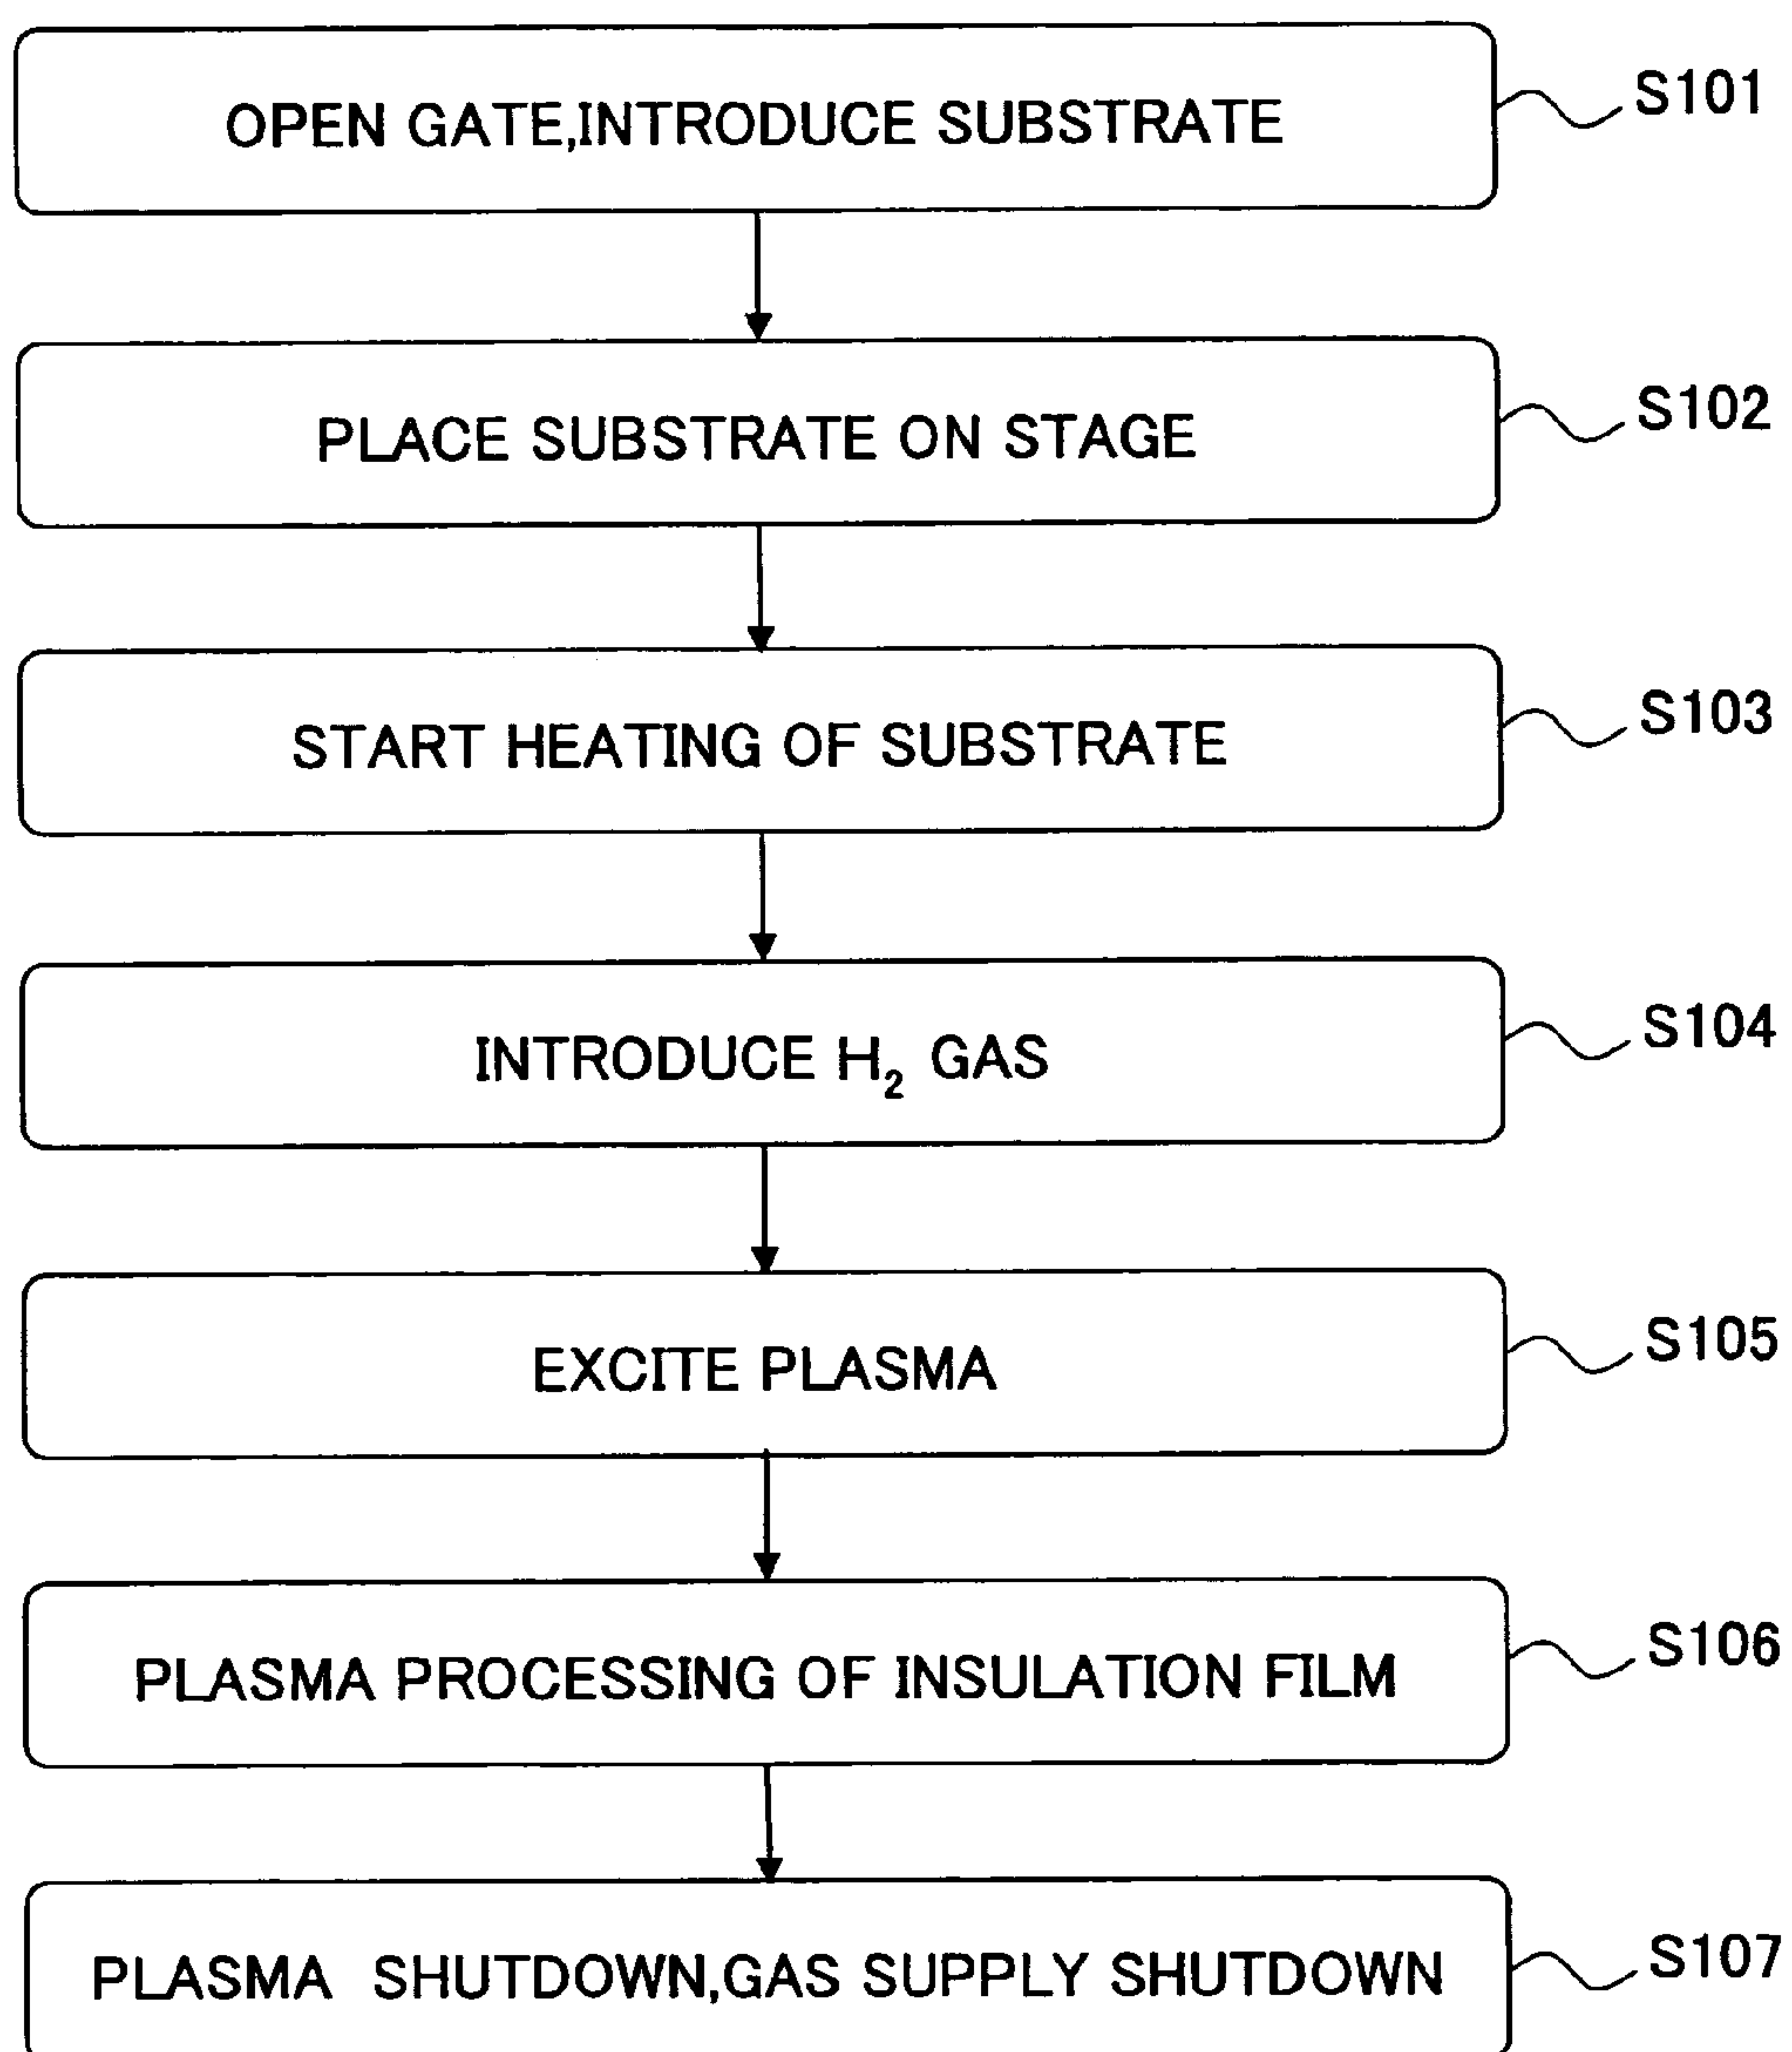 OPEN GATE,INTRODUCE SUBSTRATE
S101
PLACE SUBSTRATE ON STAGE
S102
START HEATING OF SUBSTRATE
S103
INTRODUCE H₂ GAS
S104
EXCITE PLASMA
S105
PLASMA PROCESSING OF INSULATION FILM
S106
PLASMA SHUTDOWN,GAS SUPPLY SHUTDOWN
S107